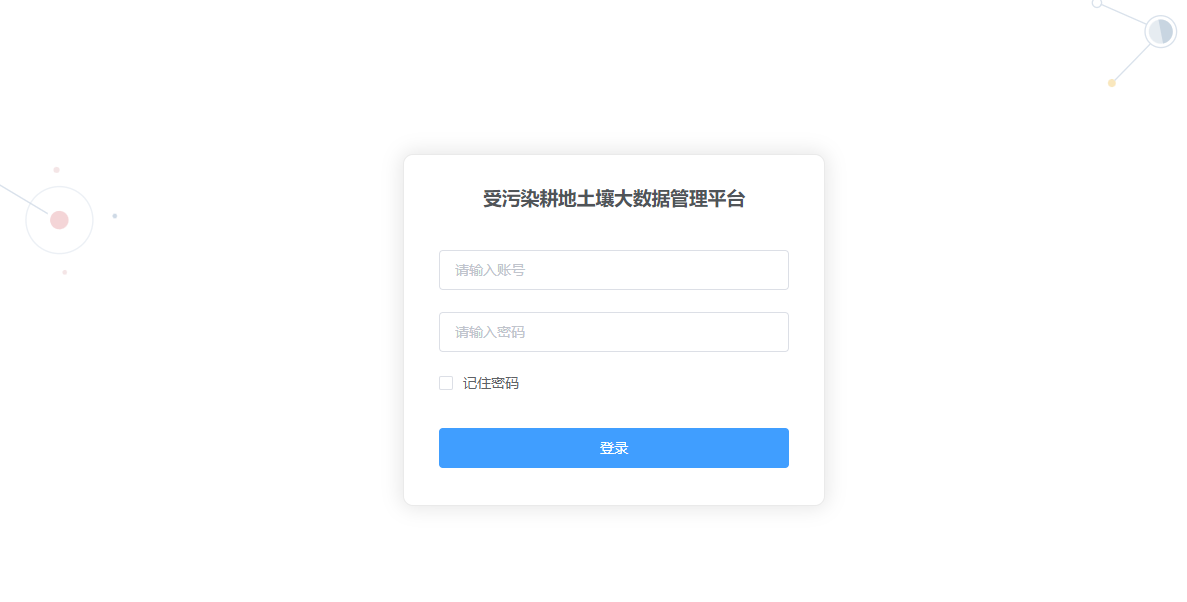 受污染耕地土壤大数据管理平台
请输入账号
请输入密码
记住密码
登录